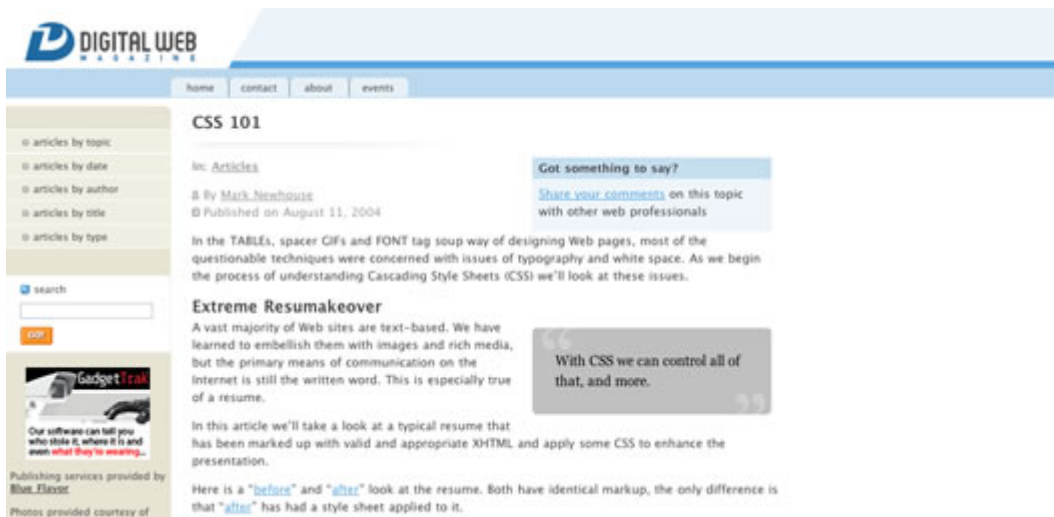 DIGITAL WEB
MAGAZINE
home
contact
about
events
articles by topic
articles by date
articles by author
articles by title
articles by type
search
GO!
GadgetTrak
Our software can tell you
who stole it, where it is and
even what they're wearing...
Publishing services provided by
Blue Flavor
Photos provided courtesy of
CSS 101
In: Articles
By Mark Newhouse
Published on August 11, 2004
Got something to say?
Share your comments on this topic
with other web professionals
In the TABLEs, spacer GIFs and FONT tag soup way of designing Web pages, most of the
questionable techniques were concerned with issues of typography and white space. As we begin
the process of understanding Cascading Style Sheets (CSS) we'll look at these issues.
Extreme Resumakeover
A vast majority of Web sites are text-based. We have
learned to embellish them with images and rich media,
but the primary means of communication on the
Internet is still the written word. This is especially true
of a resume.
“
With CSS we can control all of
that, and more.
”
In this article we'll take a look at a typical resume that
has been marked up with valid and appropriate XHTML and apply some CSS to enhance the
presentation.
Here is a "before" and "after" look at the resume. Both have identical markup, the only difference is
that "after" has had a style sheet applied to it.